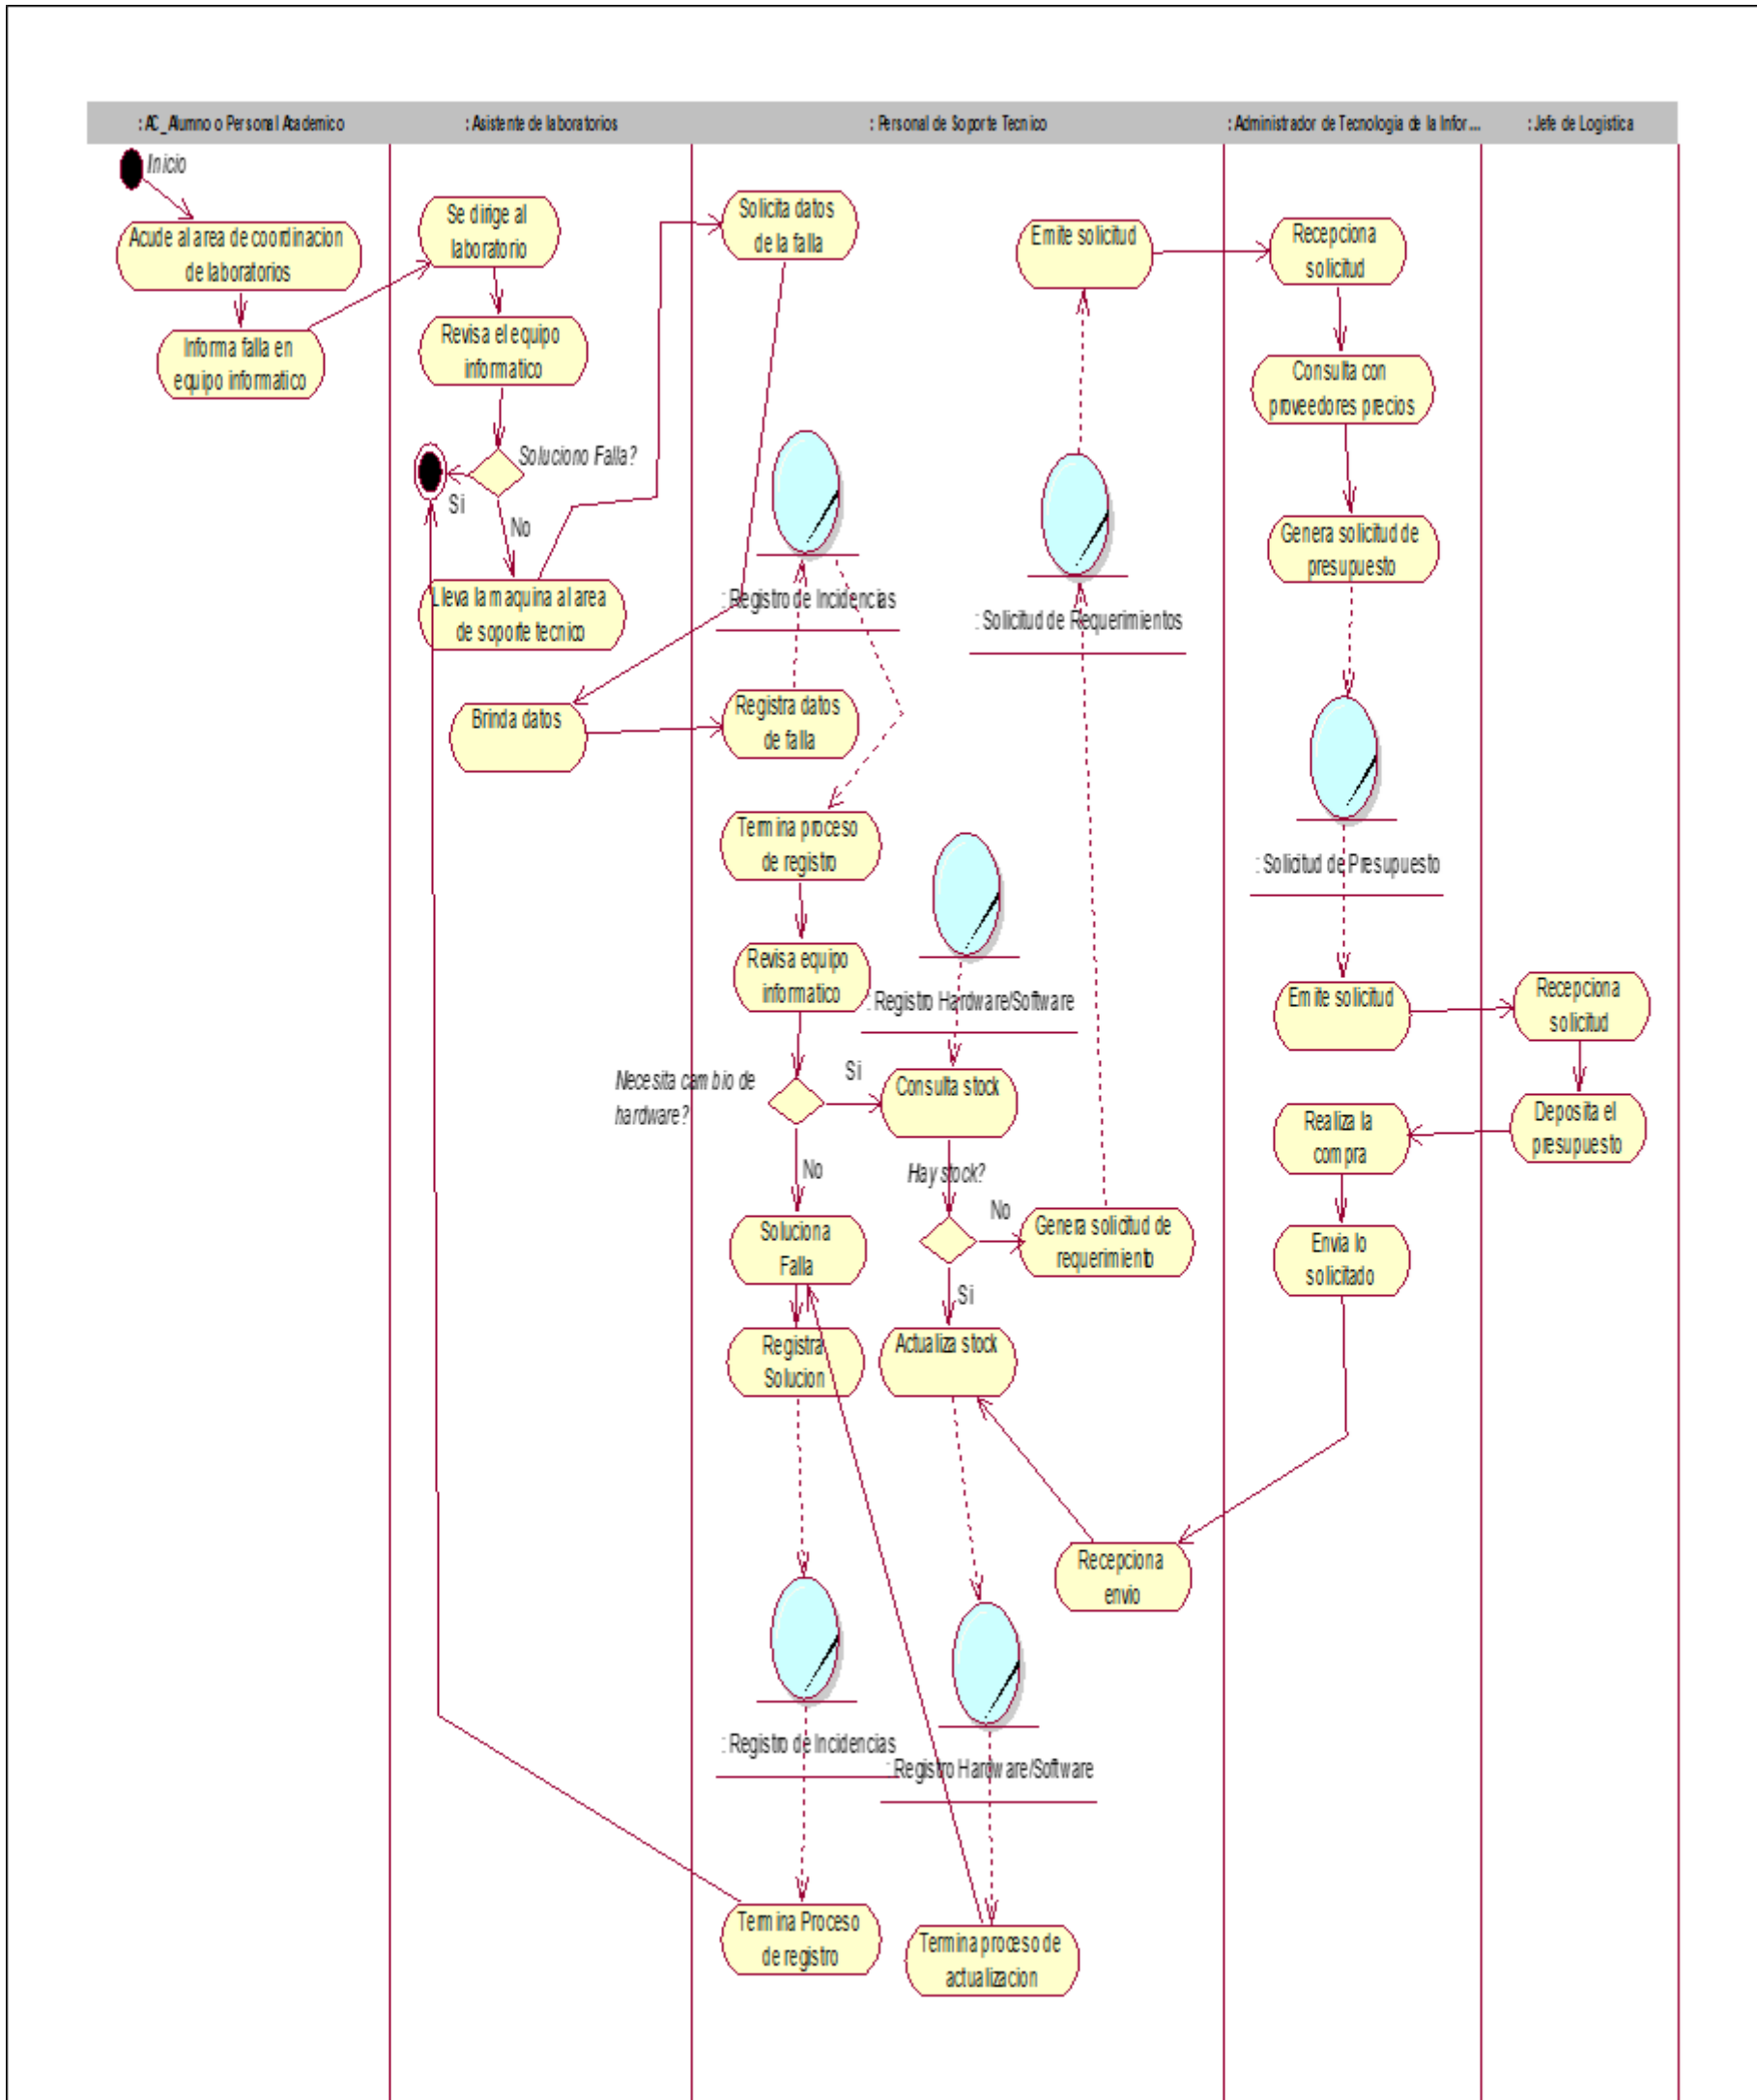 : AC_Alumno o Personal Academico
: Asistente de laboratorios
: Personal de Soporte Tecnico
: Administrador de Tecnologia de la Infor...
: Jefe de Logistica
Inicio
Acude al area de coordinacion
de laboratorios
Informa falla en
equipo informatico
Se dirige al
laboratorio
Revisa el equipo
informatico
Soluciono Falla?
Si
No
Lleva la maquina al area
de soporte tecnico
Brinda datos
Solicita datos
de la falla
: Registro de Incidencias
Registra datos
de falla
Termina proceso
de registro
Revisa equipo
informatico
Necesita cambio de
hardware?
Si
No
: Registro Hardware/Software
Consulta stock
Hay stock?
No
Si
Genera solicitud de
requerimiento
: Solicitud de Requerimientos
Emite solicitud
Soluciona
Falla
Registra
Solucion
Actualiza stock
Recepciona
envio
: Registro de Incidencias
: Registro Hardware/Software
Termina Proceso
de registro
Termina proceso de
actualizacion
Recepciona
solicitud
Consulta con
proveedores precios
Genera solicitud de
presupuesto
: Solicitud de Presupuesto
Emite solicitud
Realiza la
compra
Envia lo
solicitado
Recepciona
solicitud
Deposita el
presupuesto